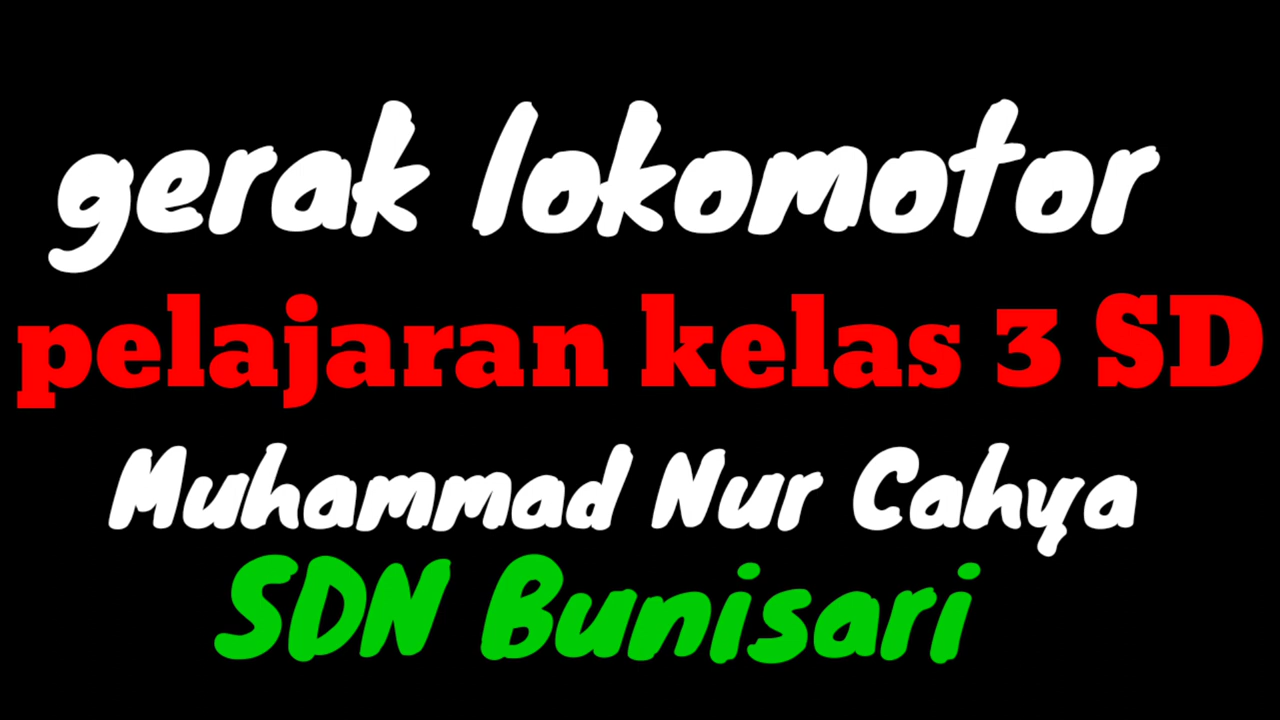 gerak lokomotor
pelajaran kelas 3 SD
Muhammad Nur Cahya
SDN Bunisari